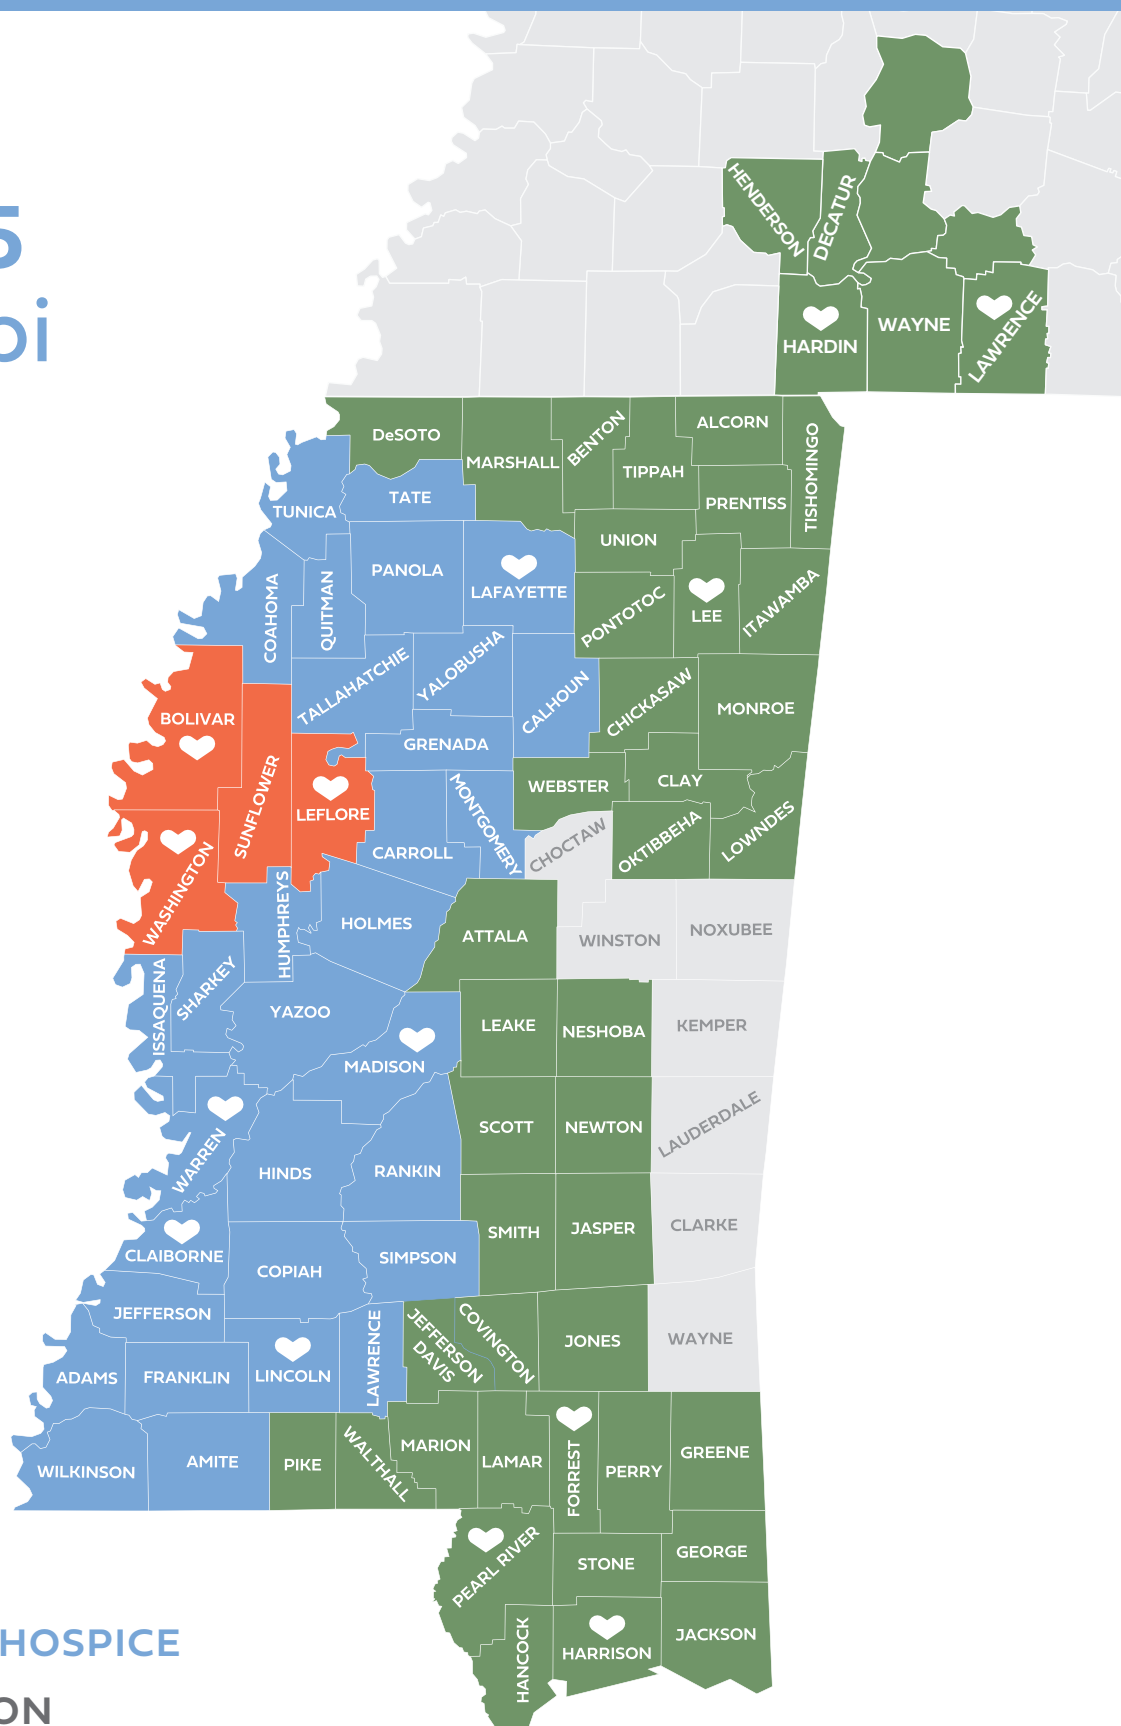 5
pi
HENDERSON
DECATUR
HARDIN
WAYNE
LAWRENCE
DeSOTO
MARSHALL
BENTON
TIPPAH
ALCORN
TISHOMINGO
PRENTISS
TUNICA
TATE
UNION
PANOLA
LAFAYETTE
COAHOMA
QUITMAN
PONTOTOC
LEE
ITAWAMBA
TALLAHATCHIE
YALOBUSHA
CALHOUN
CHICKASAW
MONROE
BOLIVAR
GRENADA
SUNFLOWER
LEFLORE
WEBSTER
CLAY
MONTGOMERY
CHOCTAW
OKTIBBEHA
LOWNDES
WASHINGTON
CARROLL
HUMPHREYS
HOLMES
ATTALA
WINSTON
NOXUBEE
ISSAQUENA
SHARKEY
YAZOO
LEAKE
NESHOBA
KEMPER
MADISON
SCOTT
NEWTON
LAUDERDALE
WARREN
HINDS
RANKIN
SMITH
JASPER
CLARKE
CLAIBORNE
COPIAH
SIMPSON
JEFFERSON
LAWRENCE
JEFFERSON
DAVIS
COVINGTON
JONES
WAYNE
ADAMS
FRANKLIN
LINCOLN
WILKINSON
AMITE
PIKE
WALTHALL
MARION
LAMAR
FORREST
PERRY
GREENE
PEARL RIVER
STONE
GEORGE
HANCOCK
HARRISON
JACKSON
HOSPICE
ON